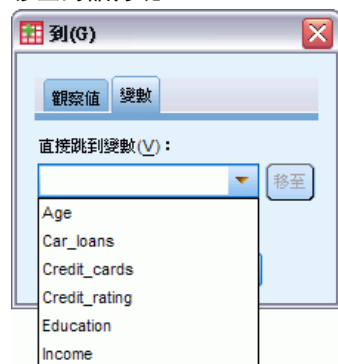 到(G)
觀察值 變數
直接跳到變數(V)：
移至
Age
Car_loans
Credit_cards
Credit_rating
Education
Income